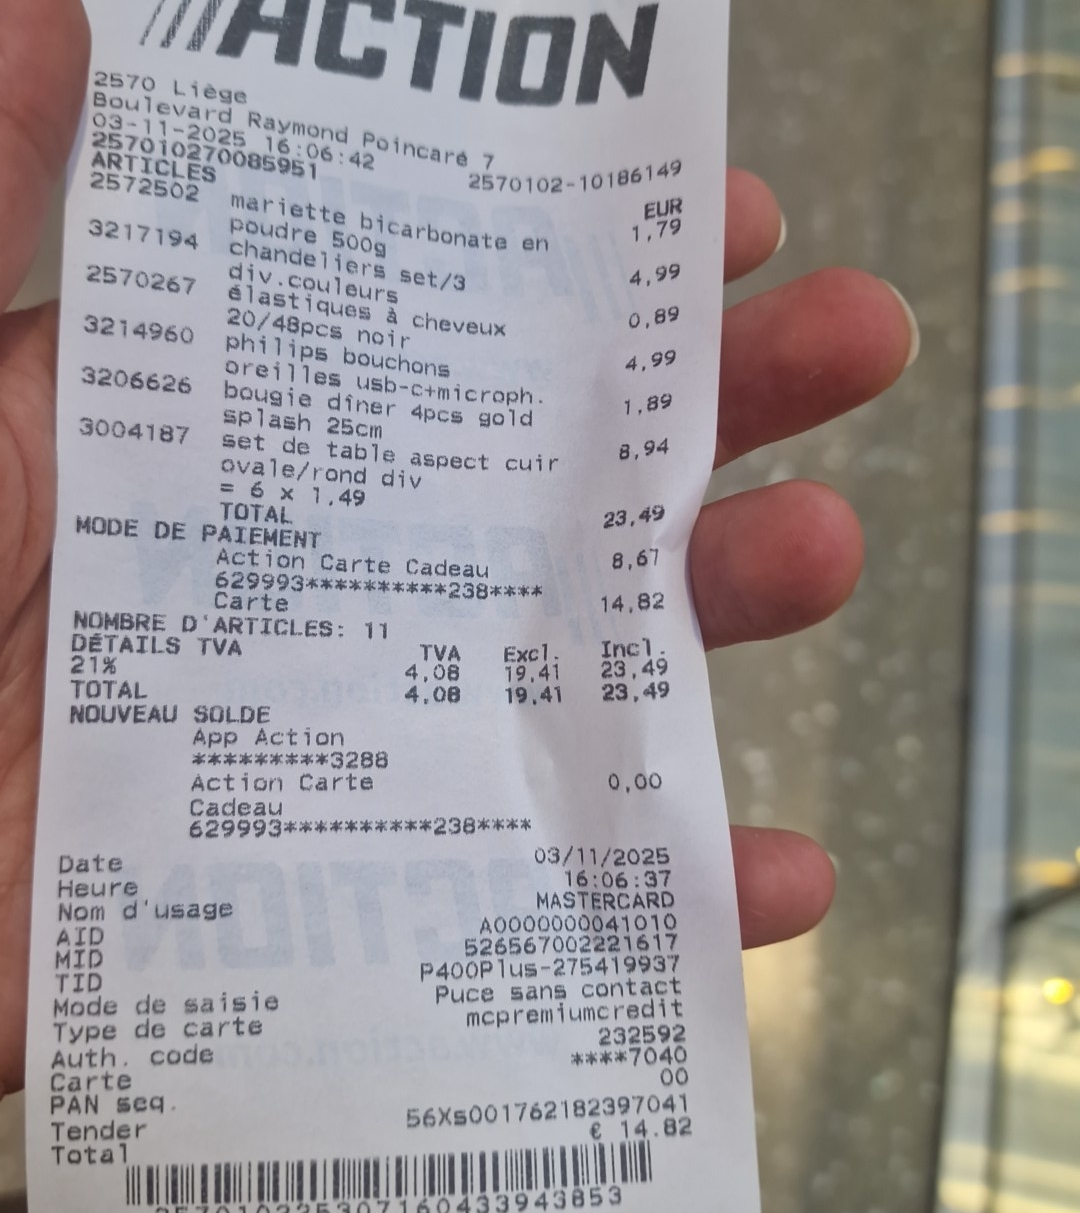 ///ACTION
2570 Liège
Boulevard Raymond Poincaré 7
03-11-2025 16:06:42
257010270085951 2570102-10186149
ARTICLES EUR
2572502 mariette bicarbonate en 1,79
poudre 500g
3217194 chandeliers set/3 4,99
div.couleurs
2570267 élastiques à cheveux 0,89
20/48pcs noir
3214960 philips bouchons 4,99
oreilles usb-c+microph.
3206626 bougie dîner 4pcs gold 1,89
splash 25cm
3004187 set de table aspect cuir 8,94
ovale/rond div
= 6 x 1,49
TOTAL 23,49
MODE DE PAIEMENT
Action Carte Cadeau 8,67
629993**********238****
Carte 14,82
NOMBRE D'ARTICLES: 11
DÉTAILS TVA TVA Excl. Incl.
21% 4,08 19,41 23,49
TOTAL 4,08 19,41 23,49
NOUVEAU SOLDE
App Action
*********3288
Action Carte 0,00
Cadeau
629993**********238****
Date 03/11/2025
Heure 16:06:37
Nom d'usage MASTERCARD
AID A0000000041010
MID 526567002221617
TID P400Plus-275419937
Mode de saisie Puce sans contact
Type de carte mcpremiumcredit
Auth. code 232592
Carte ****7040
PAN seq. 00
Tender 56Xs001762182397041
Total € 14.82